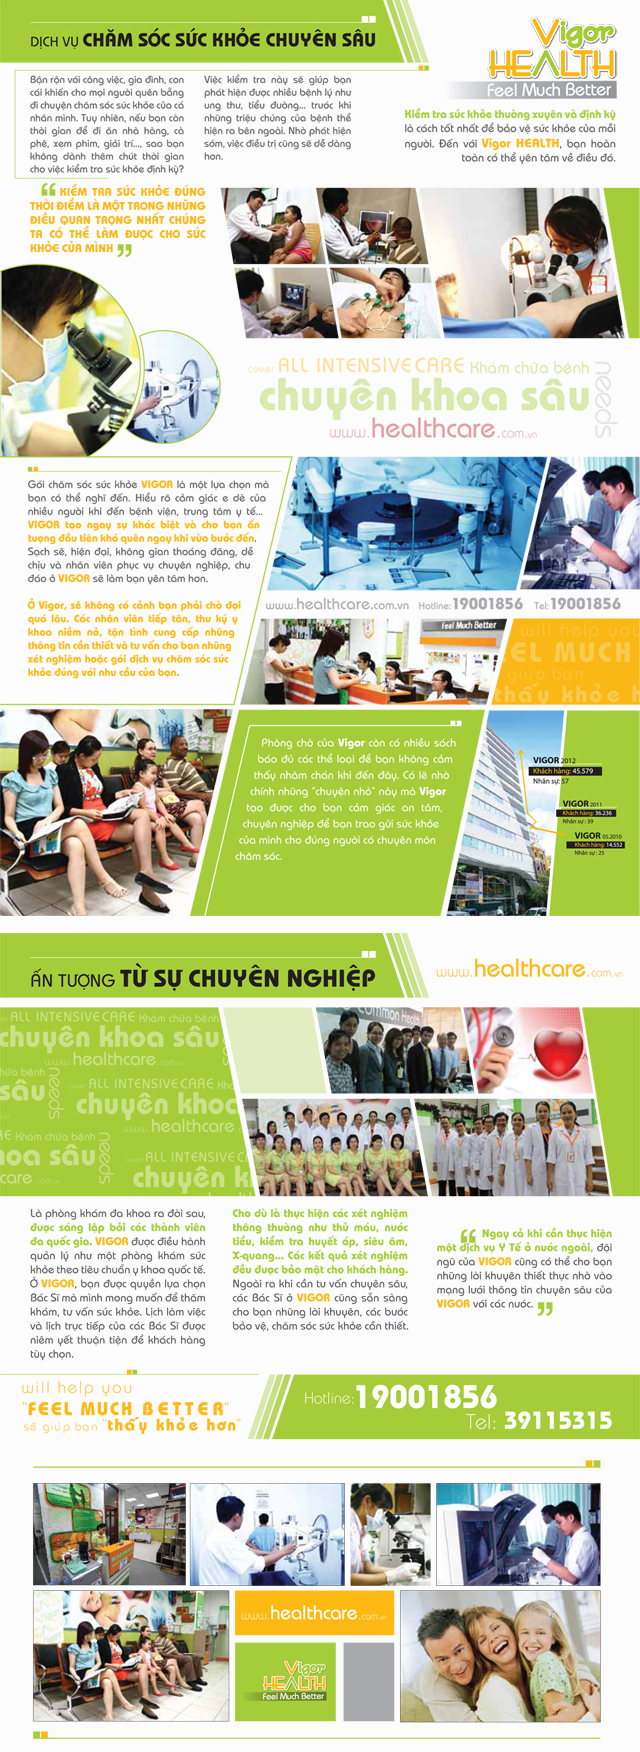 DỊCH VỤ CHĂM SÓC SỨC KHỎE CHUYÊN SÂU
Vigor
HEALTH
Feel Much Better
Bận rộn với công việc, gia đình, con
cái khiến cho mọi người quên bẵng
đi chuyện chăm sóc sức khỏe của cá
nhân mình. Tuy nhiên, nếu bạn còn
thời gian để đi ăn nhà hàng, cà
phê, xem phim, giải trí..., sao bạn
không dành thêm chút thời gian
cho việc kiểm tra sức khỏe định kỳ?
Việc kiểm tra này sẽ giúp bạn
phát hiện được nhiều bệnh lý như
ung thư, tiểu đường... trước khi
những triệu chứng của bệnh thể
hiện ra bên ngoài. Nhờ phát hiện
sớm, việc điều trị cũng sẽ dễ dàng
hơn.
Kiểm tra sức khỏe thường xuyên và định kỳ
là cách tốt nhất để bảo vệ sức khỏe của mỗi
người. Đến với Vigor HEALTH, bạn hoàn
toàn có thể yên tâm về điều đó.
“ KIỂM TRA SỨC KHỎE ĐÚNG
THỜI ĐIỂM LÀ MỘT TRONG NHỮNG
ĐIỀU QUAN TRỌNG NHẤT CHÚNG
TA CÓ THỂ LÀM ĐƯỢC CHO SỨC
KHỎE CỦA MÌNH ”
cover ALL INTENSIVE CARE Khám chữa bệnh
chuyên khoa sâu
needs
www.healthcare.com.vn
Gói chăm sóc sức khỏe VIGOR là một lựa chọn mà
bạn có thể nghĩ đến. Hiểu rõ cảm giác e dè của
nhiều người khi đến bệnh viện, trung tâm y tế...
VIGOR tạo ngay sự khác biệt và cho bạn ấn
tượng đầu tiên khó quên ngay khi vừa bước đến.
Sạch sẽ, hiện đại, không gian thoáng đãng, dễ
chịu và nhân viên phục vụ chuyên nghiệp, chu
đáo ở VIGOR sẽ làm bạn yên tâm hơn.
Ở Vigor, sẽ không có cảnh bạn phải chờ đợi
quá lâu. Các nhân viên tiếp tân, thư ký y
khoa niềm nở, tận tình cung cấp những
thông tin cần thiết và tư vấn cho bạn những
xét nghiệm hoặc gói dịch vụ chăm sóc sức
khỏe đúng với nhu cầu của bạn.
www.healthcare.com.vn Hotline: 19001856 Tel: 19001856
Feel Much Better
will help you
EEL MUCH
giúp bạn
thấy khỏe h
Phòng chờ của Vigor còn có nhiều sách
báo đủ các thể loại để bạn không cảm
thấy nhàm chán khi đến đây. Có lẽ nhờ
chính những "chuyện nhỏ" này mà Vigor
tạo được cho bạn cảm giác an tâm,
chuyên nghiệp để bạn trao gửi sức khỏe
của mình cho đúng người có chuyên môn
chăm sóc.
VIGOR 2012
Khách hàng: 45.579
Nhân sự: 57
VIGOR 2011
Khách hàng: 36.236
Nhân sự : 39
VIGOR 05.2010
Khách hàng: 14.552
Nhân sự : 25
ẤN TƯỢNG TỪ SỰ CHUYÊN NGHIỆP
www.healthcare.com.vn
ALL INTENSIVE CARE Khám chữa bệnh
chuyên khoa sâu
www.healthcare.com.vn
chữa bệnh
ALL INTENSIVE CARE Khá
sâu
needs
chuyên khoa
www.healthcare
RE Khám chữa bệnh
hoa sâu
needs
ALL INTENSIVE C
care.com.vn
chuyên kh
Common Health
Là phòng khám đa khoa ra đời sau,
được sáng lập bởi các thành viên
đa quốc gia. VIGOR được điều hành
quản lý như một phòng khám sức
khỏe theo tiêu chuẩn y khoa quốc tế.
Ở VIGOR, bạn được quyền lựa chọn
Bác Sĩ mà mình mong muốn để thăm
khám, tư vấn sức khỏe. Lịch làm việc
và lịch trực tiếp của các Bác Sĩ được
niêm yết thuận tiện để khách hàng
tùy chọn.
Cho dù là thực hiện các xét nghiệm
thông thường như thử máu, nước
tiểu, kiểm tra huyết áp, siêu âm,
X-quang... Các kết quả xét nghiệm
đều được bảo mật cho khách hàng.
Ngoài ra khi cần tư vấn chuyên sâu,
các Bác Sĩ ở VIGOR cũng sẵn sàng
cho bạn những lời khuyên, các bước
bảo vệ, chăm sóc sức khỏe cần thiết.
“ Ngay cả khi cần thực hiện
một dịch vụ Y Tế ở nước ngoài, đội
ngũ của VIGOR cũng có thể cho bạn
những lời khuyên thiết thực nhờ vào
mạng lưới thông tin chuyên sâu của
VIGOR với các nước. ”
will help you
"FEEL MUCH BETTER"
sẽ giúp bạn "thấy khỏe hơn"
Hotline: 19001856
Tel: 39115315
www.healthcare.com.vn
Vigor
HEALTH
Feel Much Better